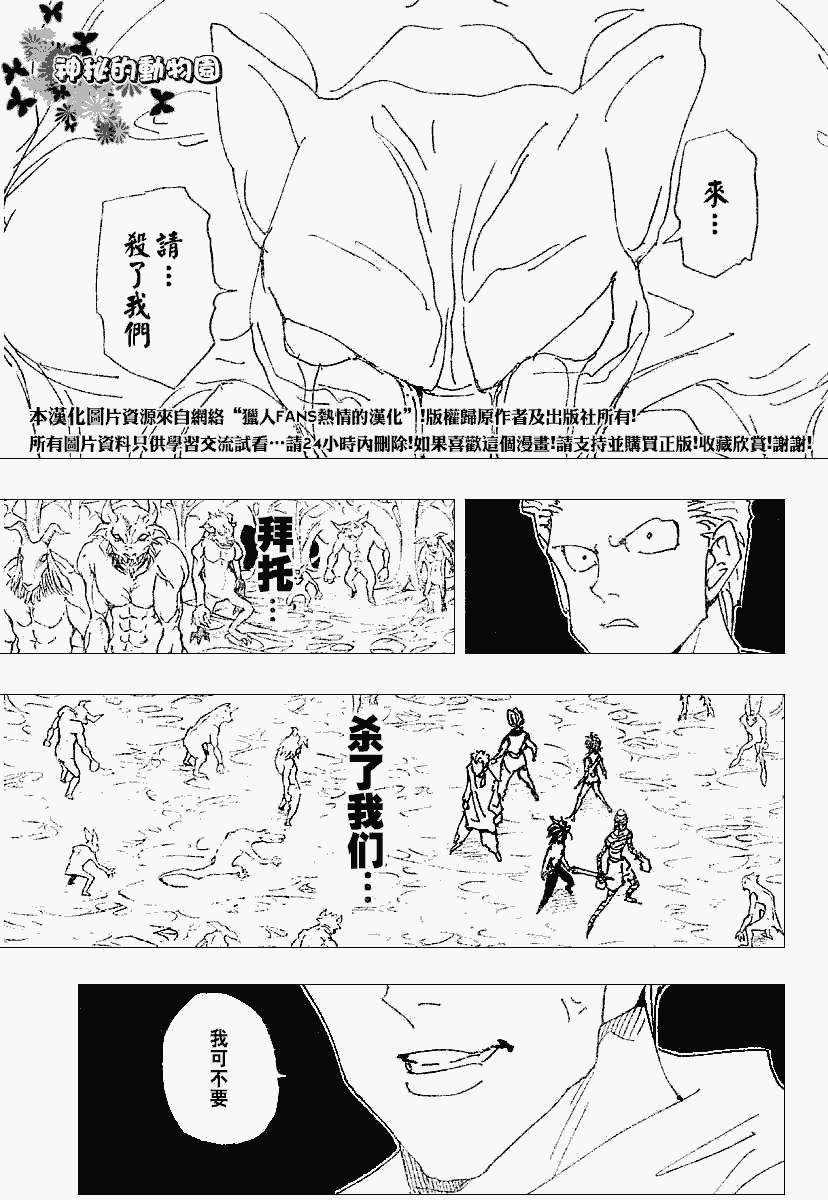 神秘的動物園
來…
請…
殺了我們
本漢化圖片資源來自網絡“獵人FANS熱情的漢化”!版權歸原作者及出版社所有!
所有圖片資料只供學習交流試看…請24小時內刪除!如果喜歡這個漫畫!請支持並購買正版!收藏欣賞!謝謝!
拜托…
杀了我们…
我可不要